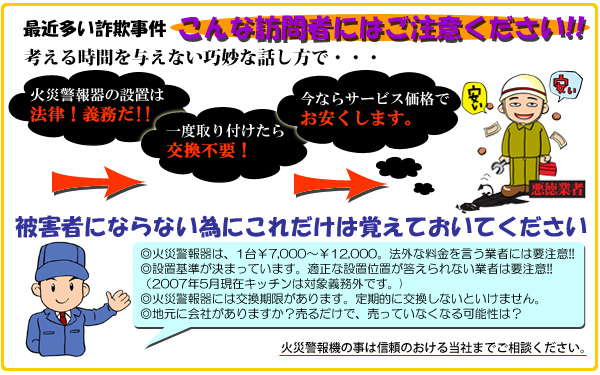 最近多い詐欺事件 こんな訪問者にはご注意ください!!
考える時間を与えない巧妙な話し方で・・・
火災警報器の設置は
法律！義務だ!!
一度取り付けたら
交換不要！
今ならサービス価格で
お安くします。
安い
安い
悪徳業者
被害者にならない為にこれだけは覚えておいてください
◎火災警報器は、1台￥7,000～￥12,000。法外な料金を言う業者には要注意!!
◎設置基準が決まっています。適正な設置位置が答えられない業者は要注意!!
（2007年5月現在キッチンは対象義務外です。）
◎火災警報器には交換期限があります。定期的に交換しないといけません。
◎地元に会社がありますか？売るだけで、売っていなくなる可能性は？
火災警報機の事は信頼のおける当社までご相談ください。